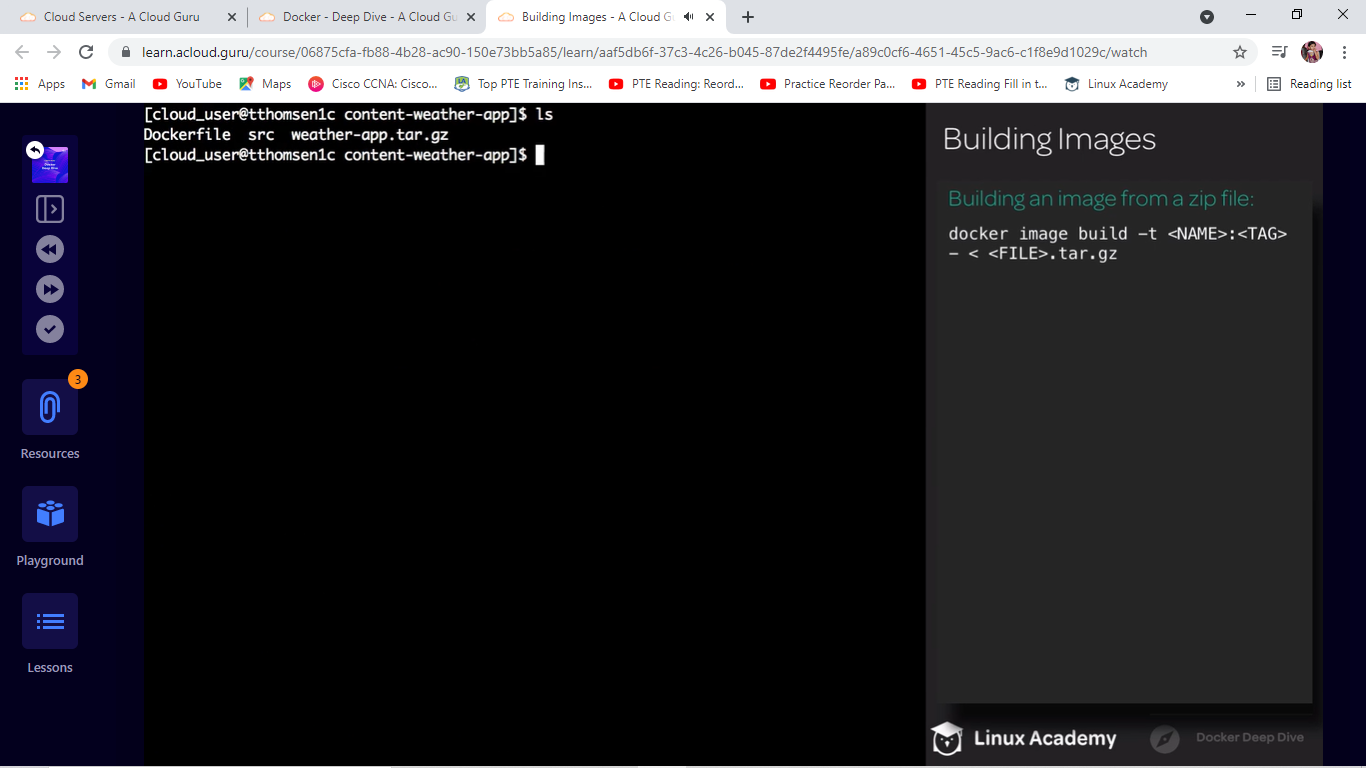 Cloud Servers - A Cloud Guru
Docker - Deep Dive - A Cloud Gu
Building Images - A Cloud G
learn.acloud.guru/course/06875cfa-fb88-4b28-ac90-150e73bb5a85/learn/aaf5db6f-37c3-4c26-b045-87de2f4495fe/a89c0cf6-4651-45c5-9ac6-c1f8e9d1029c/watch
Apps
Gmail
YouTube
Maps
Cisco CCNA: Cisco...
Top PTE Training Ins...
PTE Reading: Reord...
Practice Reorder Pa...
PTE Reading Fill in t...
Linux Academy
»
Reading list
[cloud_user@tthomsen1c content-weather-app]$ ls
Dockerfile  src  weather-app.tar.gz
[cloud_user@tthomsen1c content-weather-app]$
Docker
Deep Dive
3
Resources
Playground
Lessons
Building Images
Building an image from a zip file:
docker image build -t <NAME>:<TAG>
- < <FILE>.tar.gz
Linux Academy
Docker Deep Dive